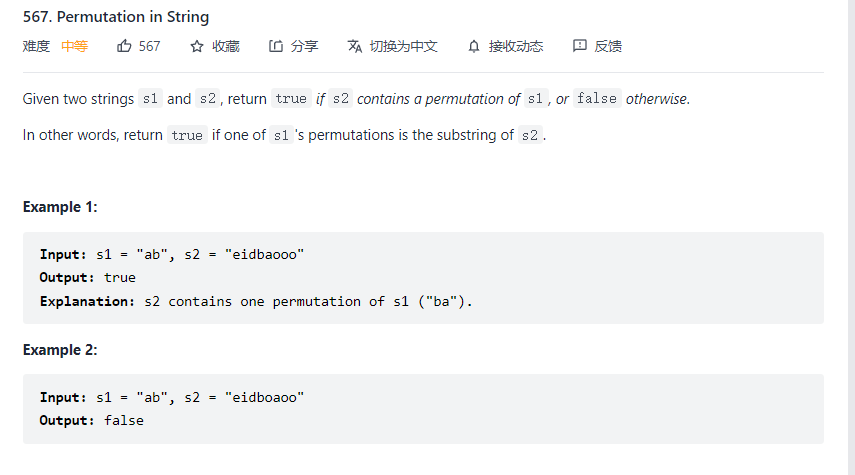 567. Permutation in String
难度 中等 567 收藏 分享 切换为中文 接收动态 反馈
Given two strings s1 and s2, return true if s2 contains a permutation of s1, or false otherwise.
In other words, return true if one of s1's permutations is the substring of s2.
Example 1:
Input: s1 = "ab", s2 = "eidbaooo"
Output: true
Explanation: s2 contains one permutation of s1 ("ba").
Example 2:
Input: s1 = "ab", s2 = "eidboaoo"
Output: false